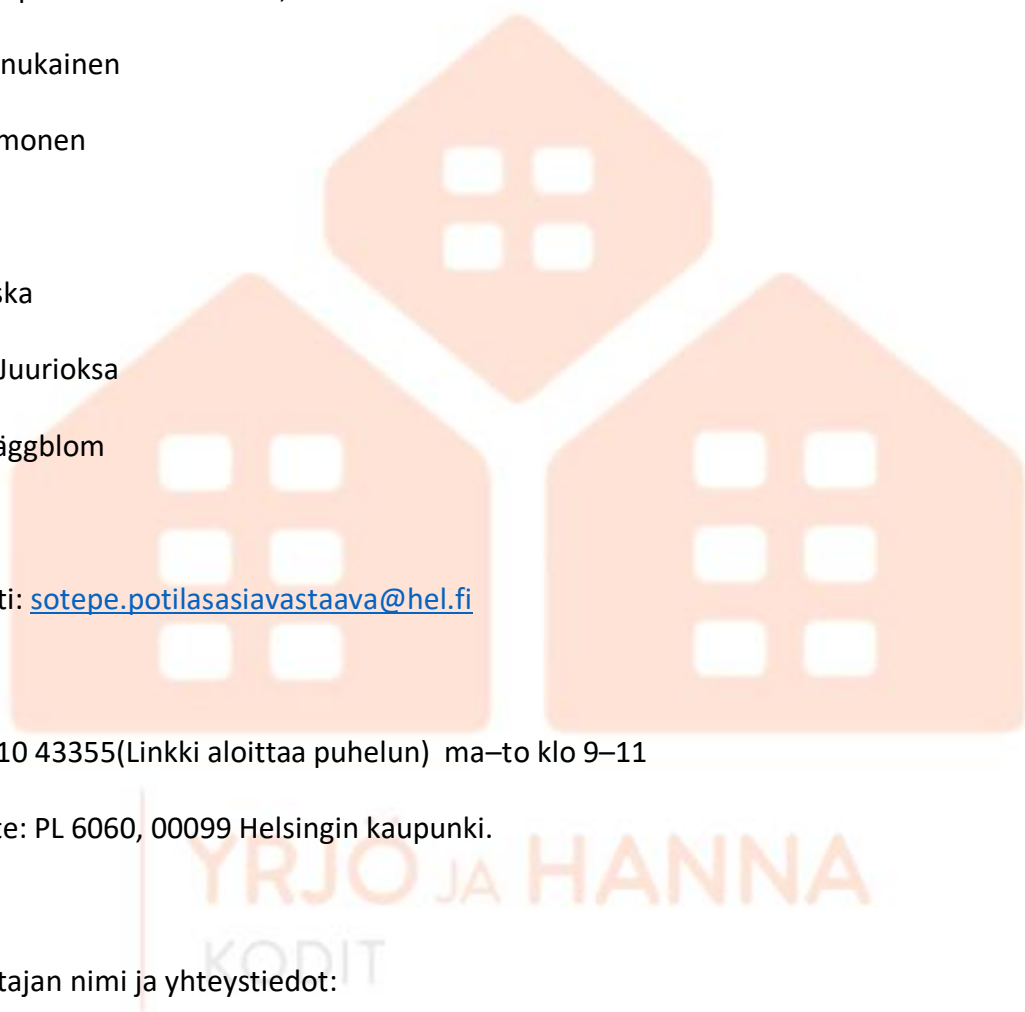 nukainen
monen
ska
Juurioksa
äggblom
ti: sotepe.potilasasiavastaava@hel.fi
10 43355(Linkki aloittaa puhelun) ma–to klo 9–11
te: PL 6060, 00099 Helsingin kaupunki.
YRJÖ JA HANNA
KODIT
tajan nimi ja yhteystiedot: